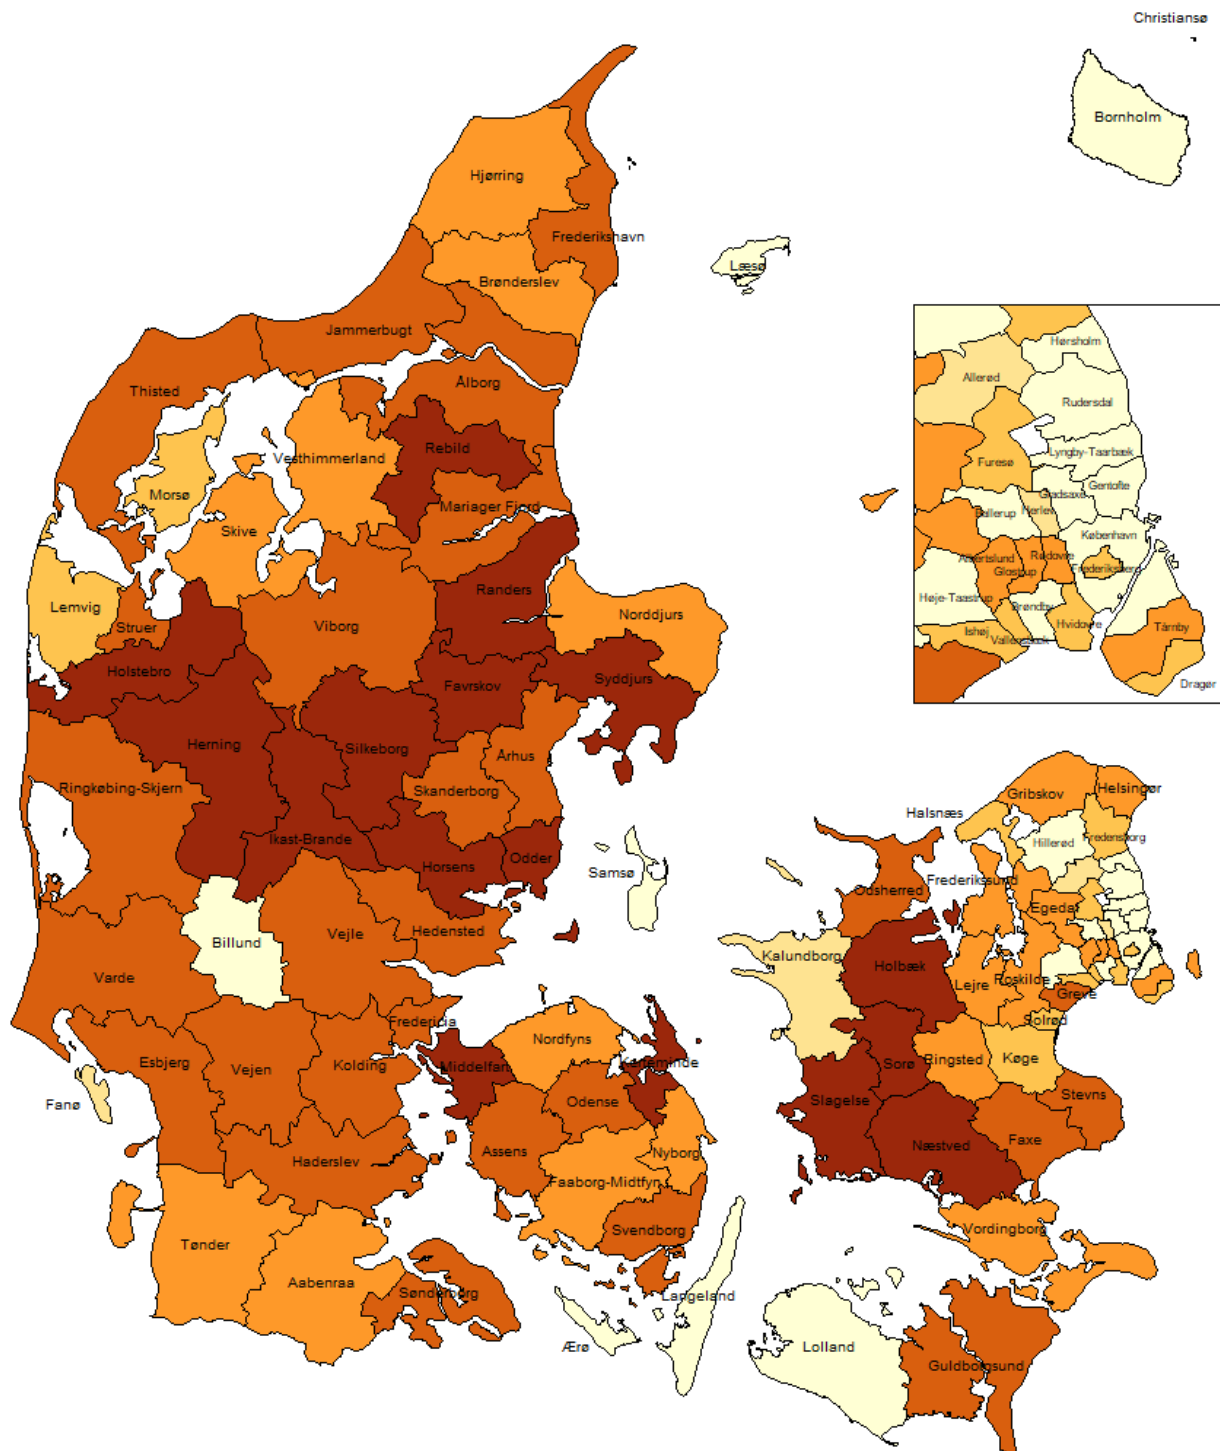 Christiansø
Bornholm
Hjørring
Frederikshavn
Læsø
Brønderslev
Jammerbugt
Hørsholm
Allerød
Thisted
Ålborg
Rudersdal
Rebild
Lyngby-Taarbæk
Vesthimmerland
Furesø
Gentofte
Morsø
Gladsaxe
Mariager Fjord
Ballerup
Herlev
Skive
København
Albertslund
Rødovre
Frederiksberg
Glostrup
Randers
Høje-Taastrup
Lemvig
Brøndby
Norddjurs
Hvidovre
Struer
Viborg
Tårnby
Ishøj
Vallensbæk
Holstebro
Favrskov
Syddjurs
Dragør
Herning
Silkeborg
Århus
Ringkøbing-Skjern
Skanderborg
Helsingør
Gribskov
Halsnæs
Ikast-Brande
Fredensborg
Hillerød
Horsens
Odder
Samsø
Frederikssund
Odsherred
Egedal
Hedensted
Vejle
Billund
Kalundborg
Holbæk
Varde
Lejre
Roskilde
Greve
Solrød
Fredericia
Nordfyns
Esbjerg
Vejen
Kolding
Middelfart
Kerteminde
Sorø
Ringsted
Køge
Fanø
Odense
Slagelse
Stevns
Næstved
Faxe
Haderslev
Assens
Nyborg
Faaborg-Midtfyn
Svendborg
Vordingborg
Tønder
Aabenraa
Sønderborg
Langeland
Ærø
Lolland
Guldborgsund